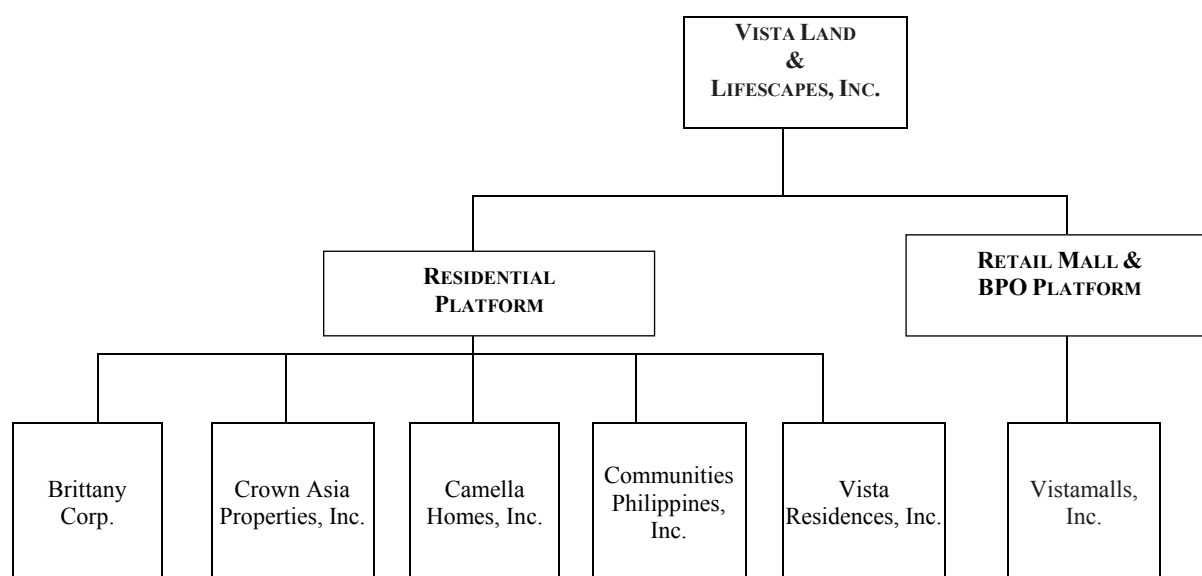 VISTA LAND
&
LIFESCAPES, INC.
RESIDENTIAL
PLATFORM
RETAIL MALL &
BPO PLATFORM
Brittany
Corp.
Crown Asia
Properties, Inc.
Camella
Homes, Inc.
Communities
Philippines,
Inc.
Vista
Residences, Inc.
Vistamalls,
Inc.